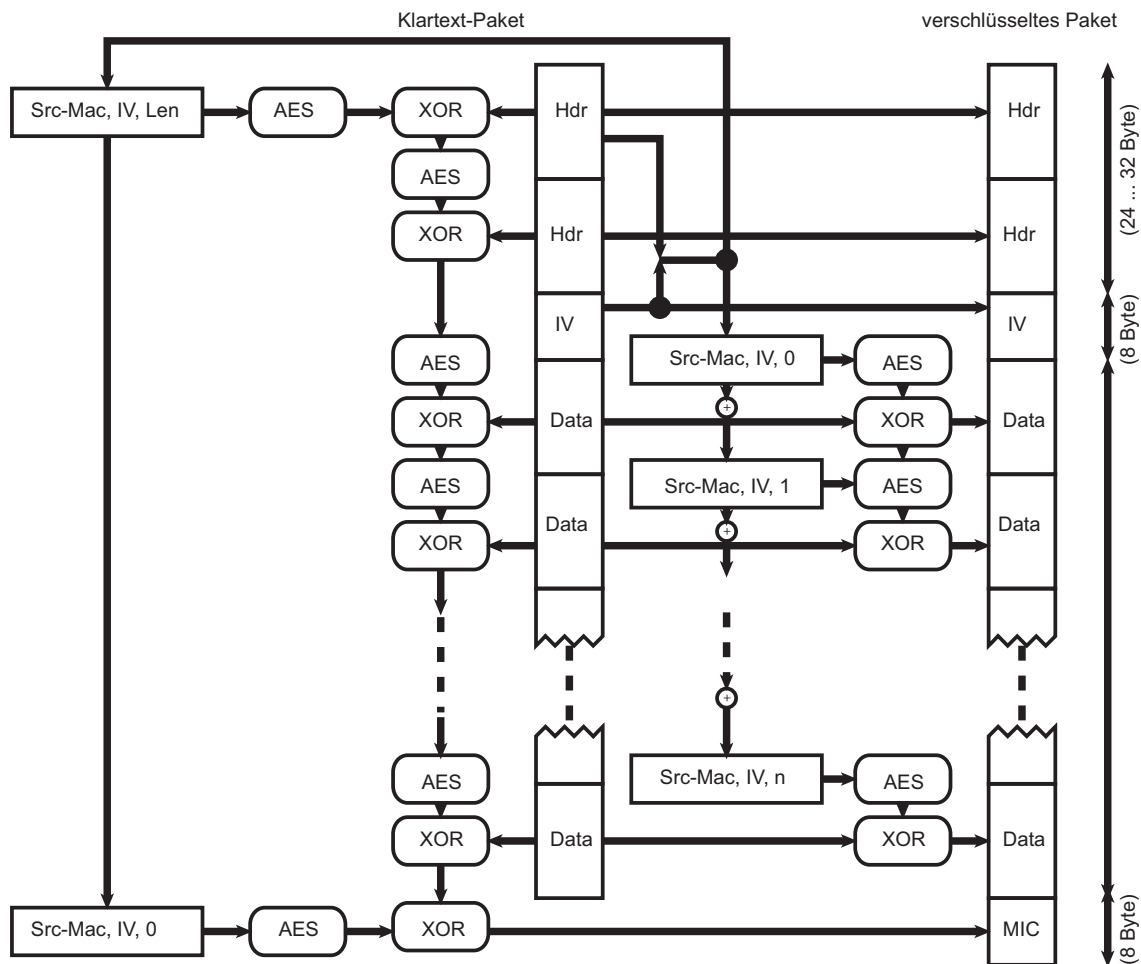 Klartext-Paket
verschlüsseltes Paket
Src-Mac, IV, Len
AES
XOR
Hdr
Hdr
(24 ... 32 Byte)
AES
XOR
Hdr
Hdr
IV
IV
(8 Byte)
AES
Src-Mac, IV, 0
AES
XOR
Data
XOR
Data
AES
Src-Mac, IV, 1
AES
XOR
Data
XOR
Data
AES
Src-Mac, IV, n
AES
XOR
Data
XOR
Data
Src-Mac, IV, 0
AES
XOR
MIC
(8 Byte)